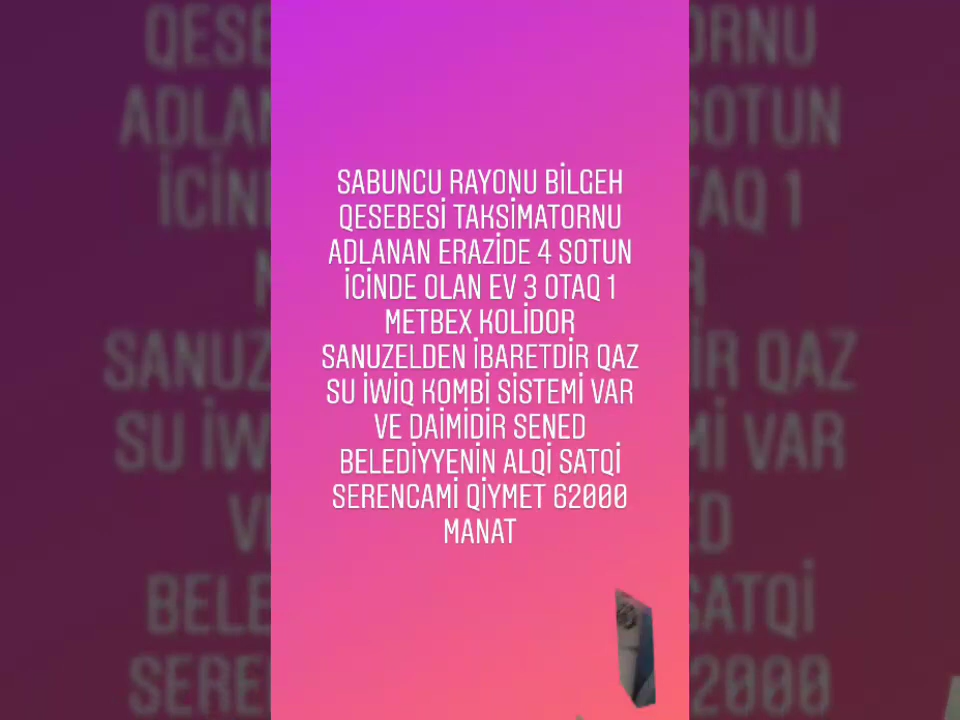 SABUNCU RAYONU BİLGEH
QESEBESİ TAKSİMATORNU
ADLANAN ERAZİDE 4 SOTUN
İCİNDE OLAN EV 3 OTAQ 1
METBEX KOLİDOR
SANUZELDEN İBARETDİR QAZ
SU İWİQ KOMBİ SİSTEMİ VAR
VE DAİMİDİR SENED
BELEDİYYENİN ALQİ SATQİ
SERENCAMİ QİYMET 62000
MANAT